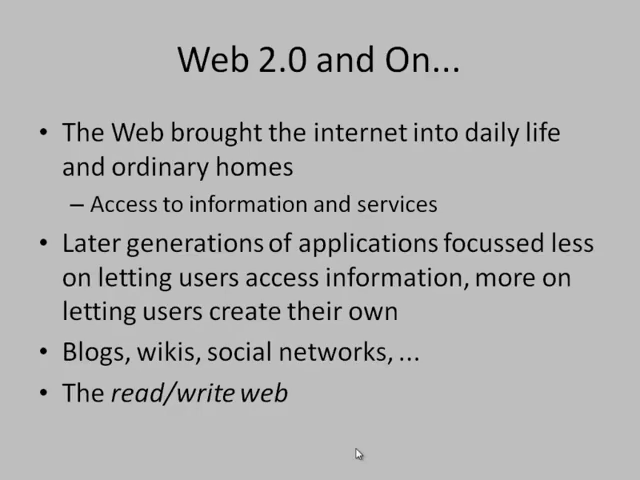 Web 2.0 and On...
• The Web brought the internet into daily life
and ordinary homes
– Access to information and services
• Later generations of applications focussed less
on letting users access information, more on
letting users create their own
• Blogs, wikis, social networks, ...
• The read/write web